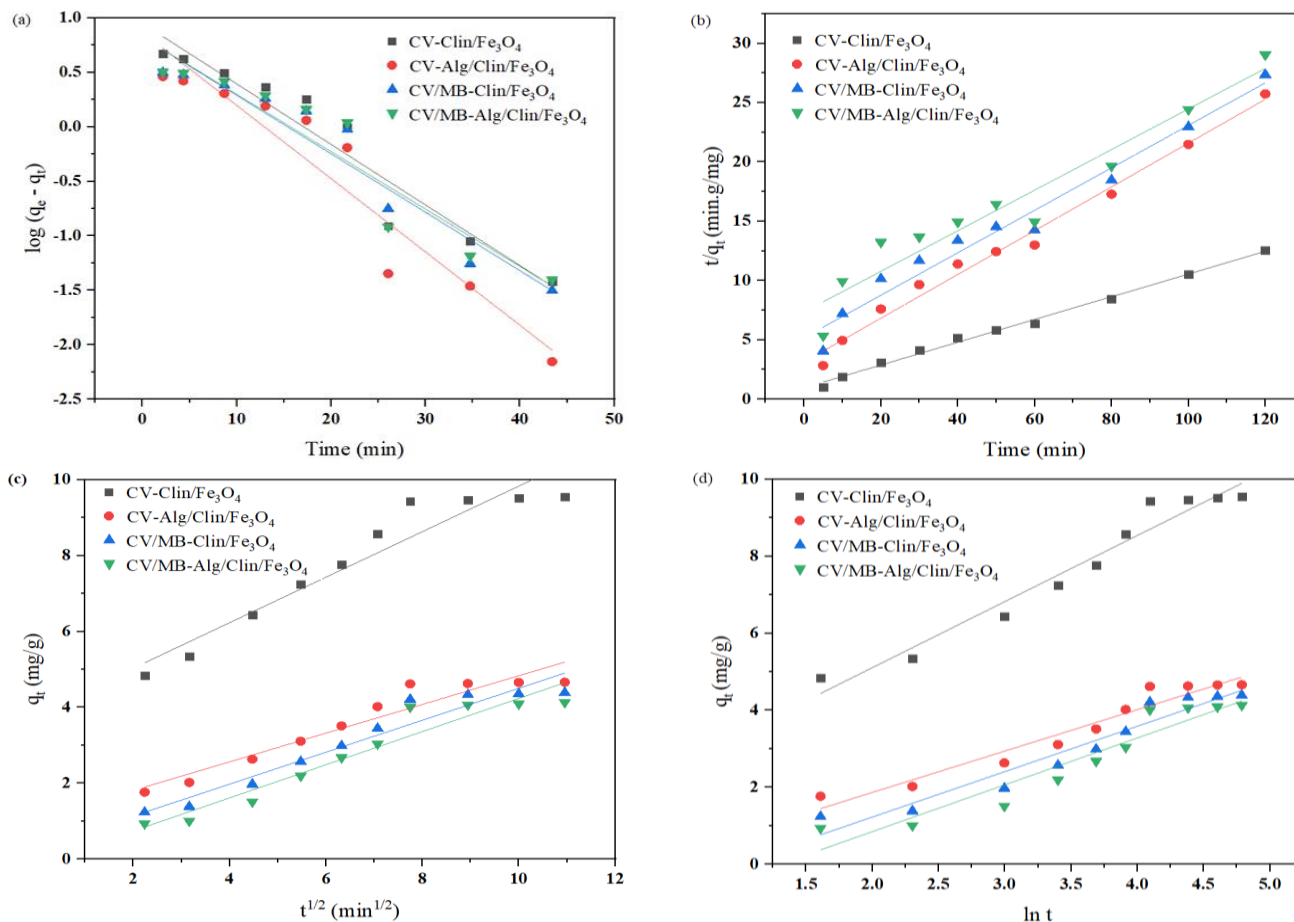 (a)
CV-Clin/Fe₃O₄
CV-Alg/Clin/Fe₃O₄
CV/MB-Clin/Fe₃O₄
CV/MB-Alg/Clin/Fe₃O₄
1.0
0.5
0.0
-0.5
-1.0
-1.5
-2.0
-2.5
log (qₑ - qₜ)
0 10 20 30 40 50
Time (min)
(b)
CV-Clin/Fe₃O₄
CV-Alg/Clin/Fe₃O₄
CV/MB-Clin/Fe₃O₄
CV/MB-Alg/Clin/Fe₃O₄
30
25
20
15
10
5
0
t/qₜ (min.g/mg)
0 20 40 60 80 100 120
Time (min)
(c)
CV-Clin/Fe₃O₄
CV-Alg/Clin/Fe₃O₄
CV/MB-Clin/Fe₃O₄
CV/MB-Alg/Clin/Fe₃O₄
10
8
6
4
2
0
qₜ (mg/g)
2 4 6 8 10 12
t¹ᐟ² (min¹ᐟ²)
(d)
CV-Clin/Fe₃O₄
CV-Alg/Clin/Fe₃O₄
CV/MB-Clin/Fe₃O₄
CV/MB-Alg/Clin/Fe₃O₄
10
8
6
4
2
0
qₜ (mg/g)
1.5 2.0 2.5 3.0 3.5 4.0 4.5 5.0
ln t